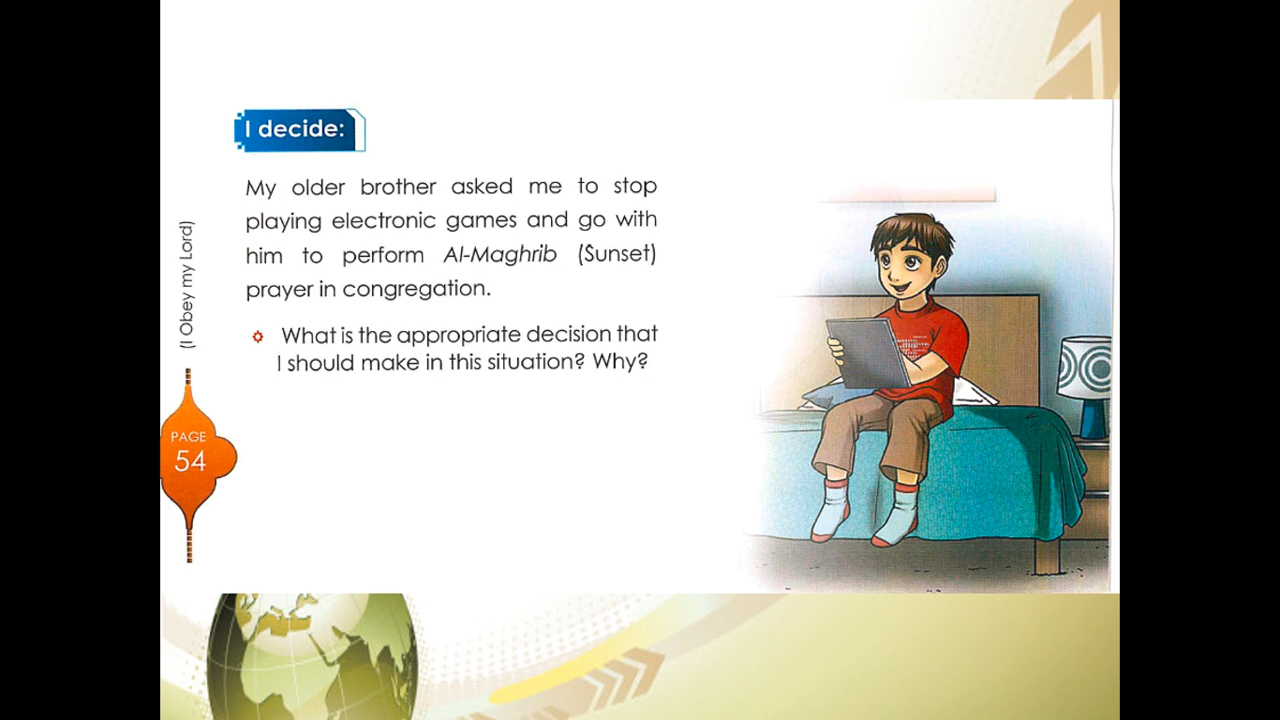 I decide:
My older brother asked me to stop
playing electronic games and go with
him to perform Al-Maghrib (Sunset)
prayer in congregation.
What is the appropriate decision that
I should make in this situation? Why?
(I Obey my Lord)
PAGE
54